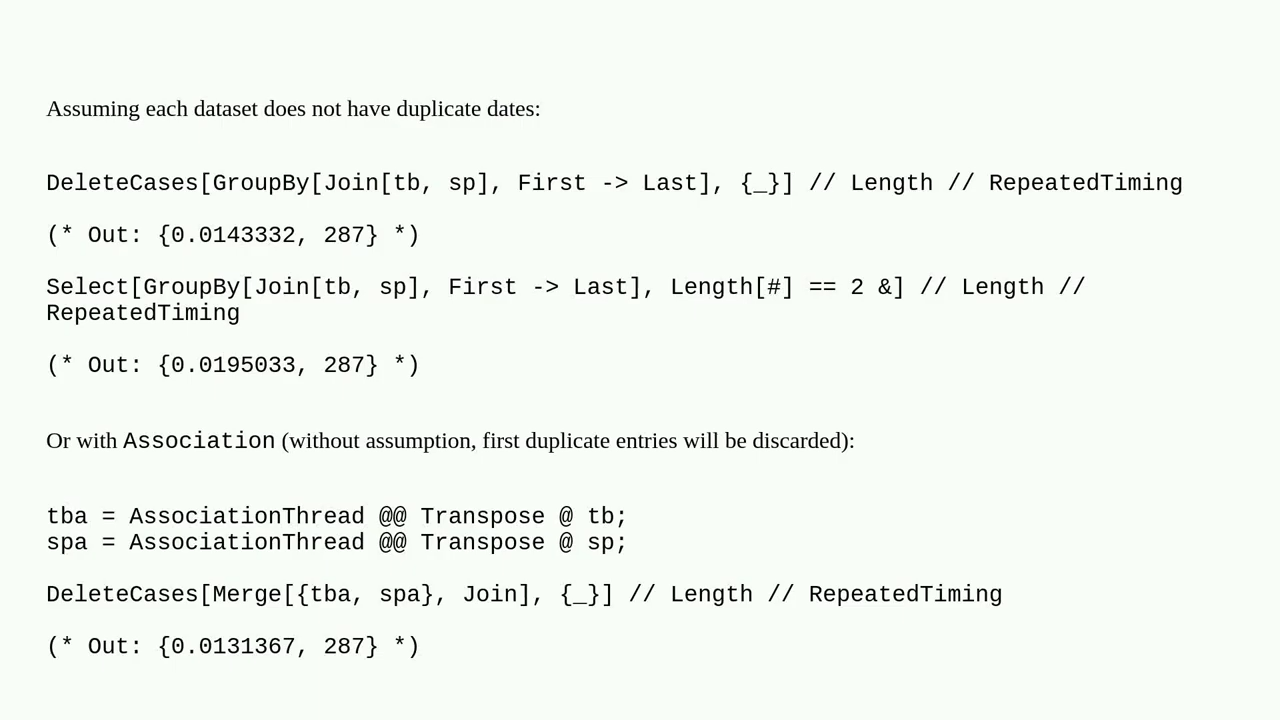 Assuming each dataset does not have duplicate dates:
DeleteCases[GroupBy[Join[tb, sp], First -> Last], {_}] // Length // RepeatedTiming
(* Out: {0.0143332, 287} *)
Select[GroupBy[Join[tb, sp], First -> Last], Length[#] == 2 &] // Length //
RepeatedTiming
(* Out: {0.0195033, 287} *)
Or with Association (without assumption, first duplicate entries will be discarded):
tba = AssociationThread @@ Transpose @ tb;
spa = AssociationThread @@ Transpose @ sp;
DeleteCases[Merge[{tba, spa}, Join], {_}] // Length // RepeatedTiming
(* Out: {0.0131367, 287} *)